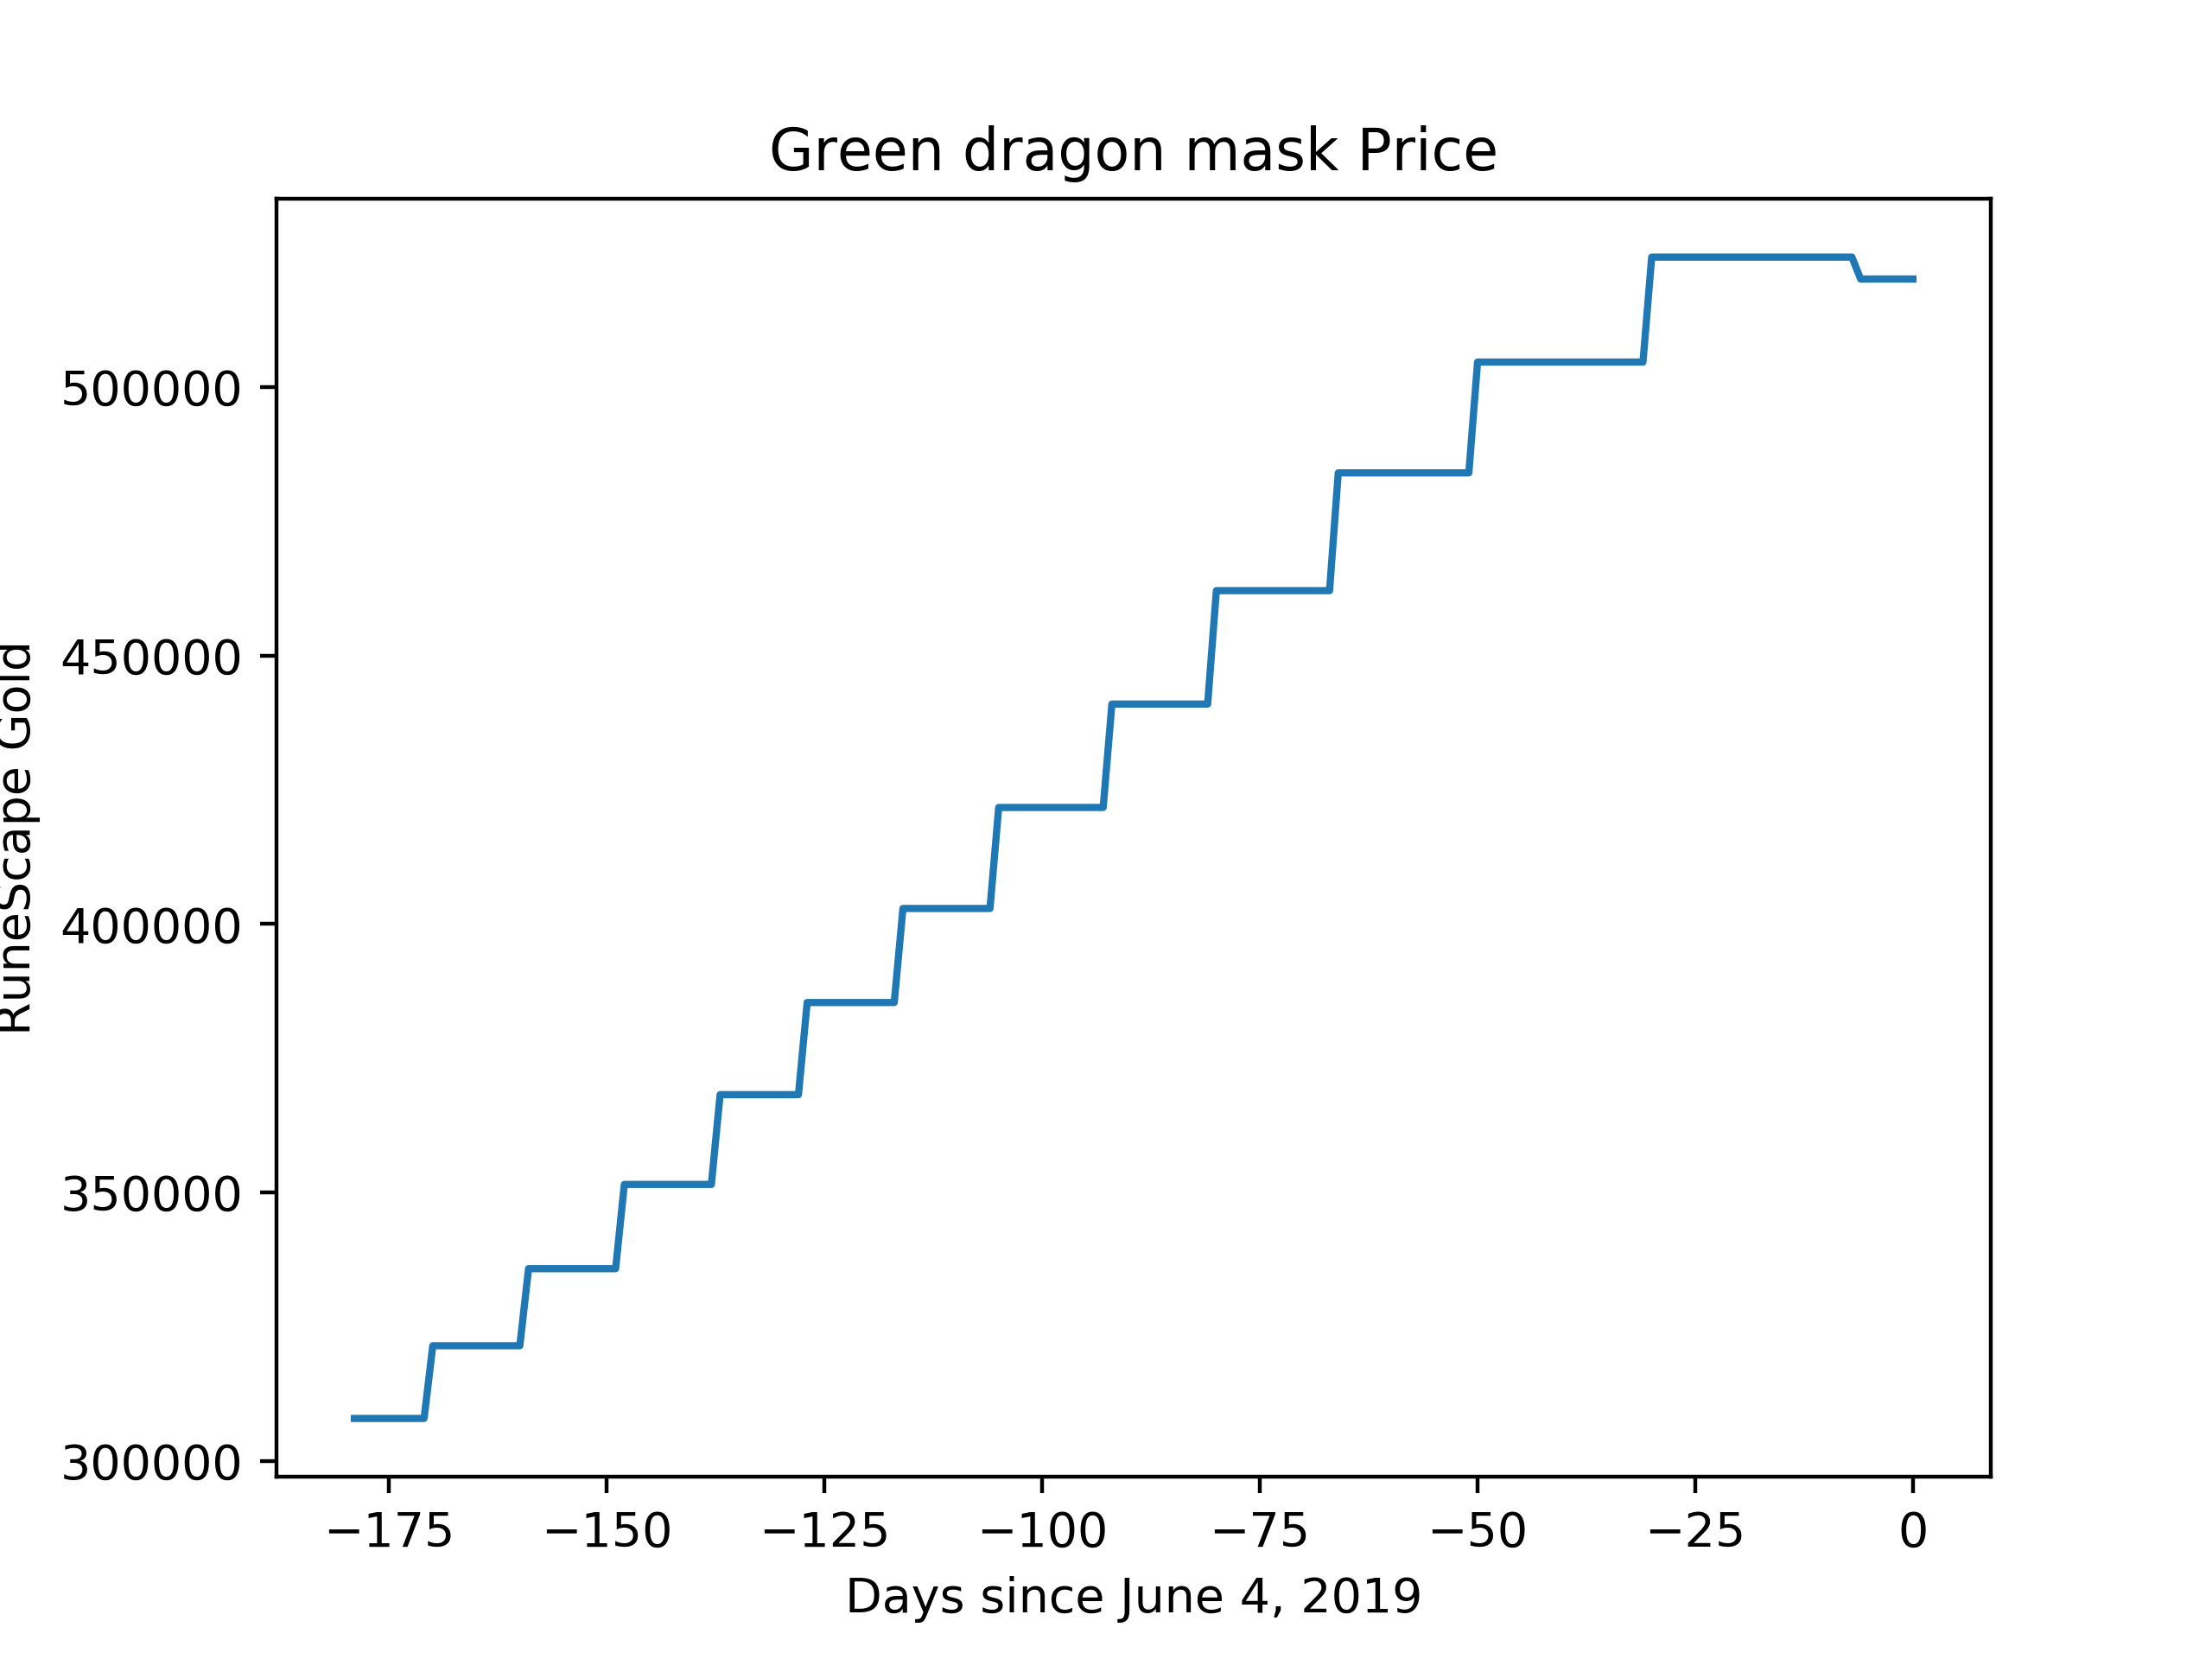 Green dragon mask Price
RuneScape Gold
500000
450000
400000
350000
300000
−175 −150 −125 −100 −75 −50 −25 0
Days since June 4, 2019